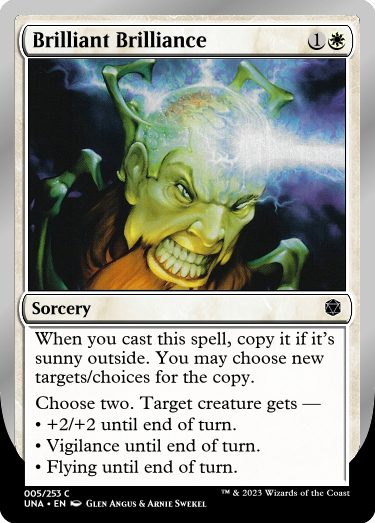 Brilliant Brilliance 1
Sorcery
When you cast this spell, copy it if it's
sunny outside. You may choose new
targets/choices for the copy.
Choose two. Target creature gets —
• +2/+2 until end of turn.
• Vigilance until end of turn.
• Flying until end of turn.
005/253 C
™ & 2023 Wizards of the Coast
UNA • EN Glen Angus & Arnie Swekel